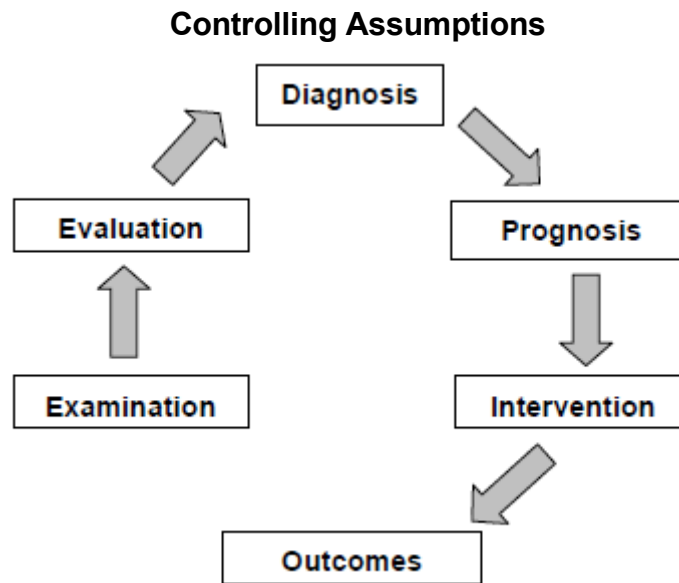 Controlling Assumptions
Diagnosis
Evaluation
Prognosis
Examination
Intervention
Outcomes